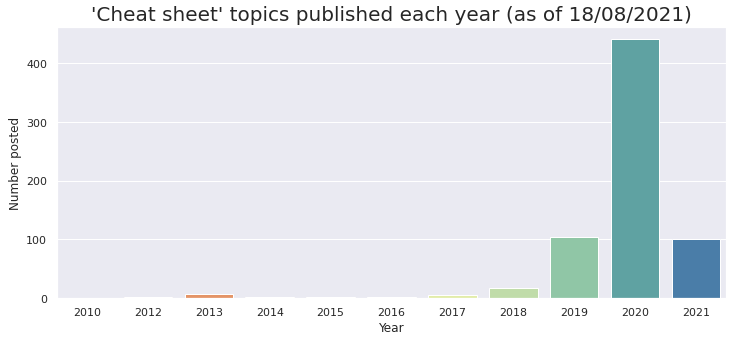 'Cheat sheet' topics published each year (as of 18/08/2021)
400
300
200
100
0
Number posted
2010 2012 2013 2014 2015 2016 2017 2018 2019 2020 2021
Year